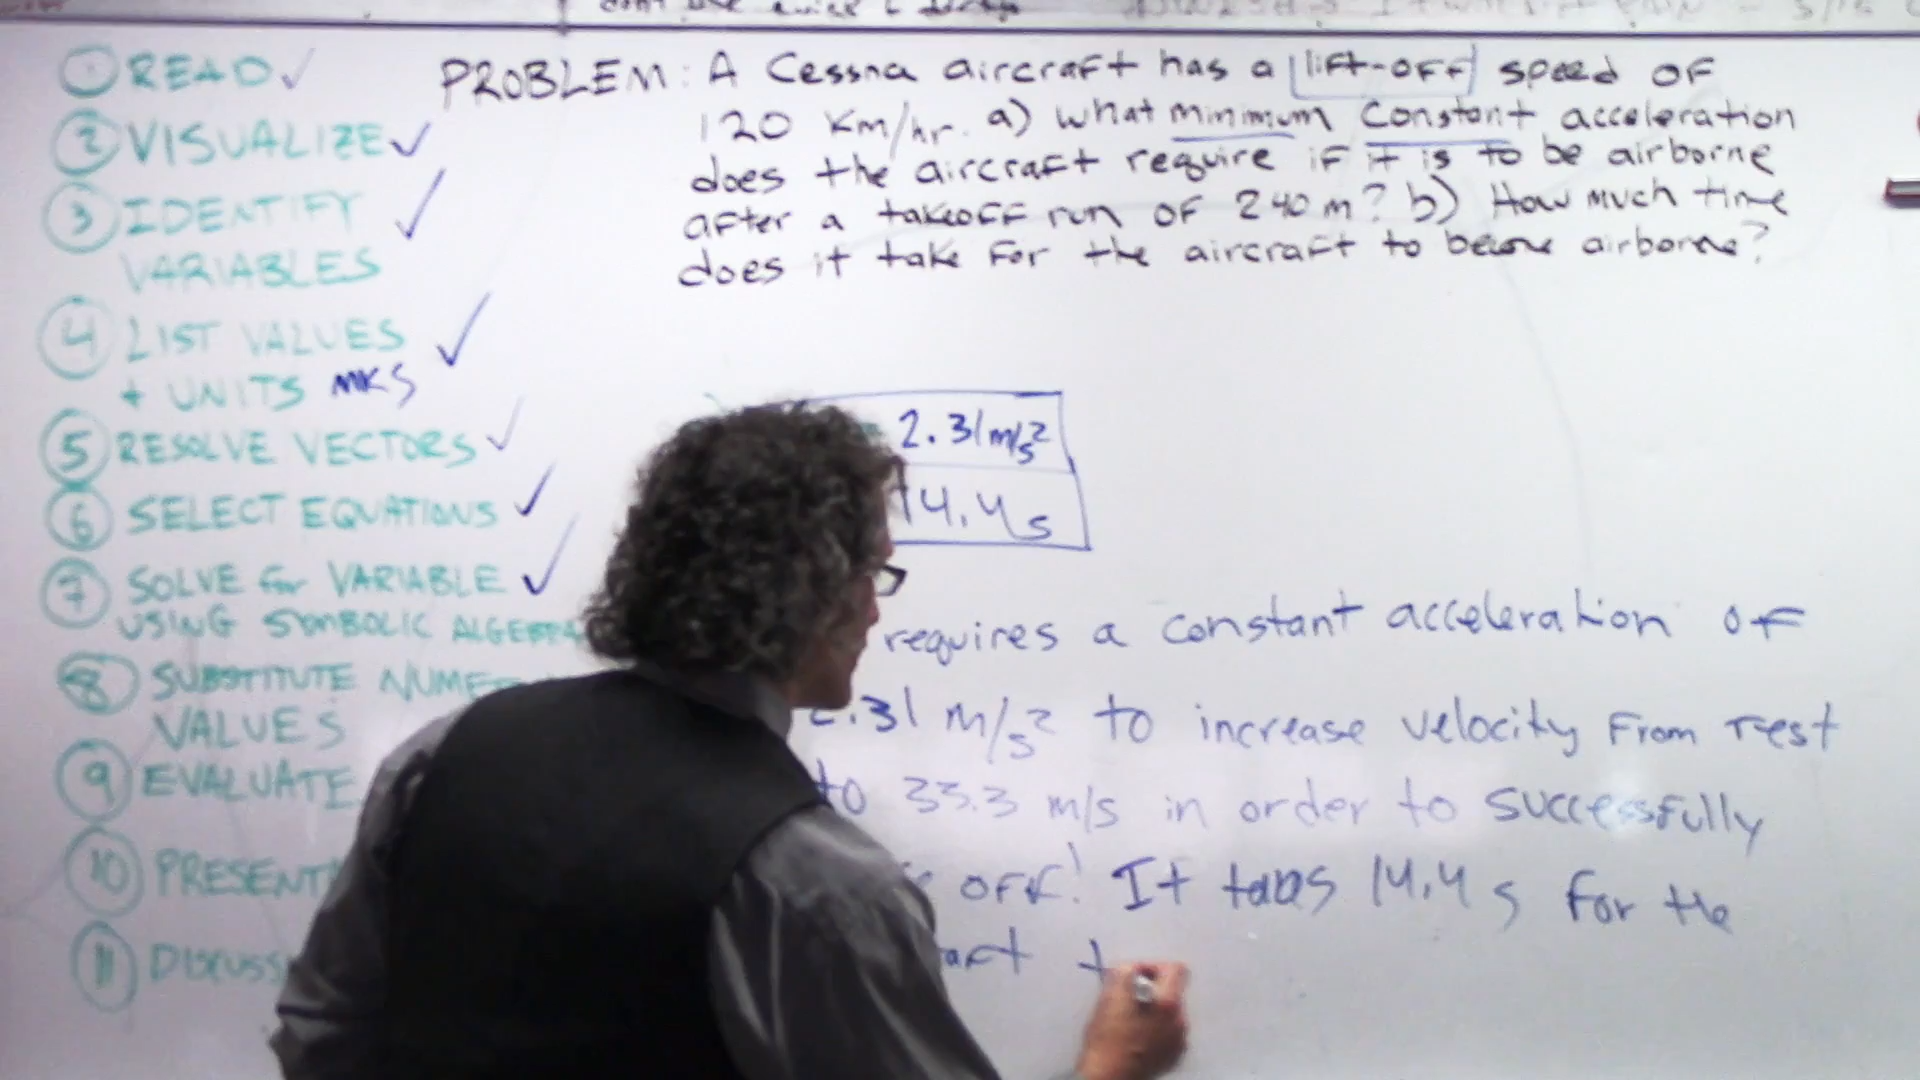 ① READ ✓
② VISUALIZE ✓
③ IDENTIFY ✓
VARIABLES
④ LIST VALUES ✓
+ UNITS MKS
⑤ RESOLVE VECTORS ✓
⑥ SELECT EQUATIONS ✓
⑦ SOLVE for VARIABLE ✓
USING SYMBOLIC
⑧ SUBSTITUTE
VALUES
⑨ EVALUATE
⑩ PRESENT
⑪
PROBLEM: A Cessna aircraft has a lift-off speed of
120 Km/hr. a) what minimum constant acceleration
does the aircraft require if it is to be airborne
after a takeoff run of 240 m? b) How much time
does it take for the aircraft to become airborne?
2.31 m/s²
14.4 s
requires a constant acceleration of
2.31 m/s² to increase velocity from rest
to 33.3 m/s in order to successfully
off! It takes 14.4 s for the